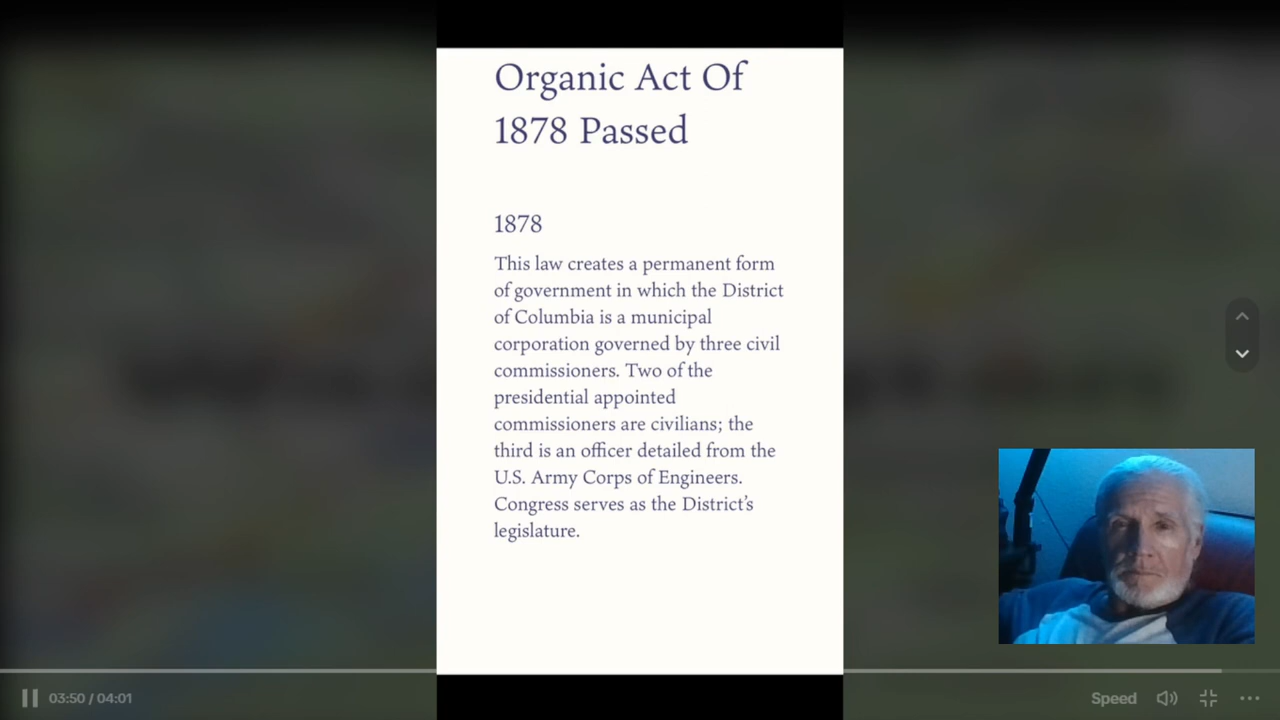 Organic Act Of
1878 Passed
1878
This law creates a permanent form
of government in which the District
of Columbia is a municipal
corporation governed by three civil
commissioners. Two of the
presidential appointed
commissioners are civilians; the
third is an officer detailed from the
U.S. Army Corps of Engineers.
Congress serves as the District’s
legislature.
03:50 / 04:01
Speed